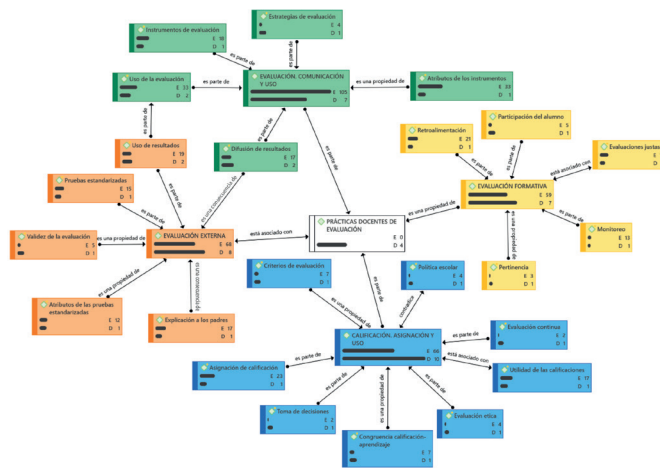 Estrategias de evaluación
E 4
D 1
Instrumentos de evaluación
E 18
D 1
es parte de
es parte de
Uso de la evaluación
E 33
D 2
es parte de
EVALUACIÓN. COMUNICACIÓN
Y USO
E 105
D 7
es una propiedad de
Atributos de los instrumentos
E 33
D 1
es parte de
Uso de resultados
E 19
D 2
es parte de
Difusión de resultados
E 17
D 2
es parte de
Retroalimentación
E 21
D 1
Participación del alumno
E 5
D 1
es parte de
es parte de
Evaluaciones justas
E
D
está asociado con
Pruebas estandarizadas
E 15
D 1
es parte de
es parte de
es una consecuencia de
EVALUACIÓN FORMATIVA
E 59
D 7
es una propiedad de
PRÁCTICAS DOCENTES DE
EVALUACIÓN
E 0
D 4
es parte de
Monitoreo
E 13
D 1
Validez de la evaluación
E 5
D 1
es una propiedad de
EVALUACIÓN EXTERNA
E 68
D 8
está asociado con
es una propiedad de
Pertinencia
E 3
D 1
Criterios de evaluación
E 7
D 1
Política escolar
E 4
D 1
es una propiedad de
es parte de
contradice
Atributos de las pruebas
estandarizadas
E 12
D 1
es una propiedad de
es una consecuencia de
Explicación a los padres
E 17
D 1
CALIFICACIÓN: ASIGNACIÓN Y
USO
E 88
D 10
es parte de
Evaluación continua
E 2
D 1
está asociado con
Utilidad de las calificaciones
E 17
D 1
Asignación de calificación
E 23
D 1
es parte de
es parte de
Toma de decisiones
E 2
D 1
es una propiedad de
Congruencia calificación-
aprendizaje
E 7
D 1
es parte de
Evaluación etica
E 4
D 1